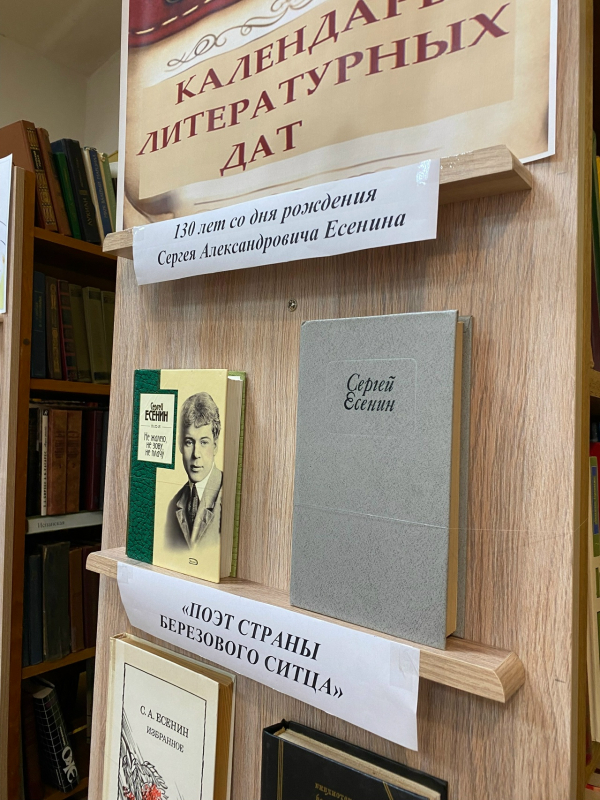 КАЛЕНДАРЬ
ЛИТЕРАТУРНЫХ
ДАТ
130 лет со дня рождения
Сергея Александровича Есенина
Сергей
ЕСЕНИН
Не жалею,
не зову,
не плачу
Сергей
Есенин
«ПОЭТ СТРАНЫ
БЕРЕЗОВОГО СИТЦА»
С. А. ЕСЕНИН
ИЗБРАННОЕ